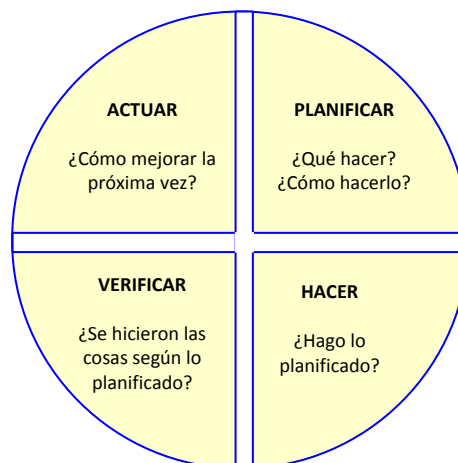 ACTUAR
¿Cómo mejorar la
próxima vez?
PLANIFICAR
¿Qué hacer?
¿Cómo hacerlo?
VERIFICAR
¿Se hicieron las
cosas según lo
planificado?
HACER
¿Hago lo
planificado?